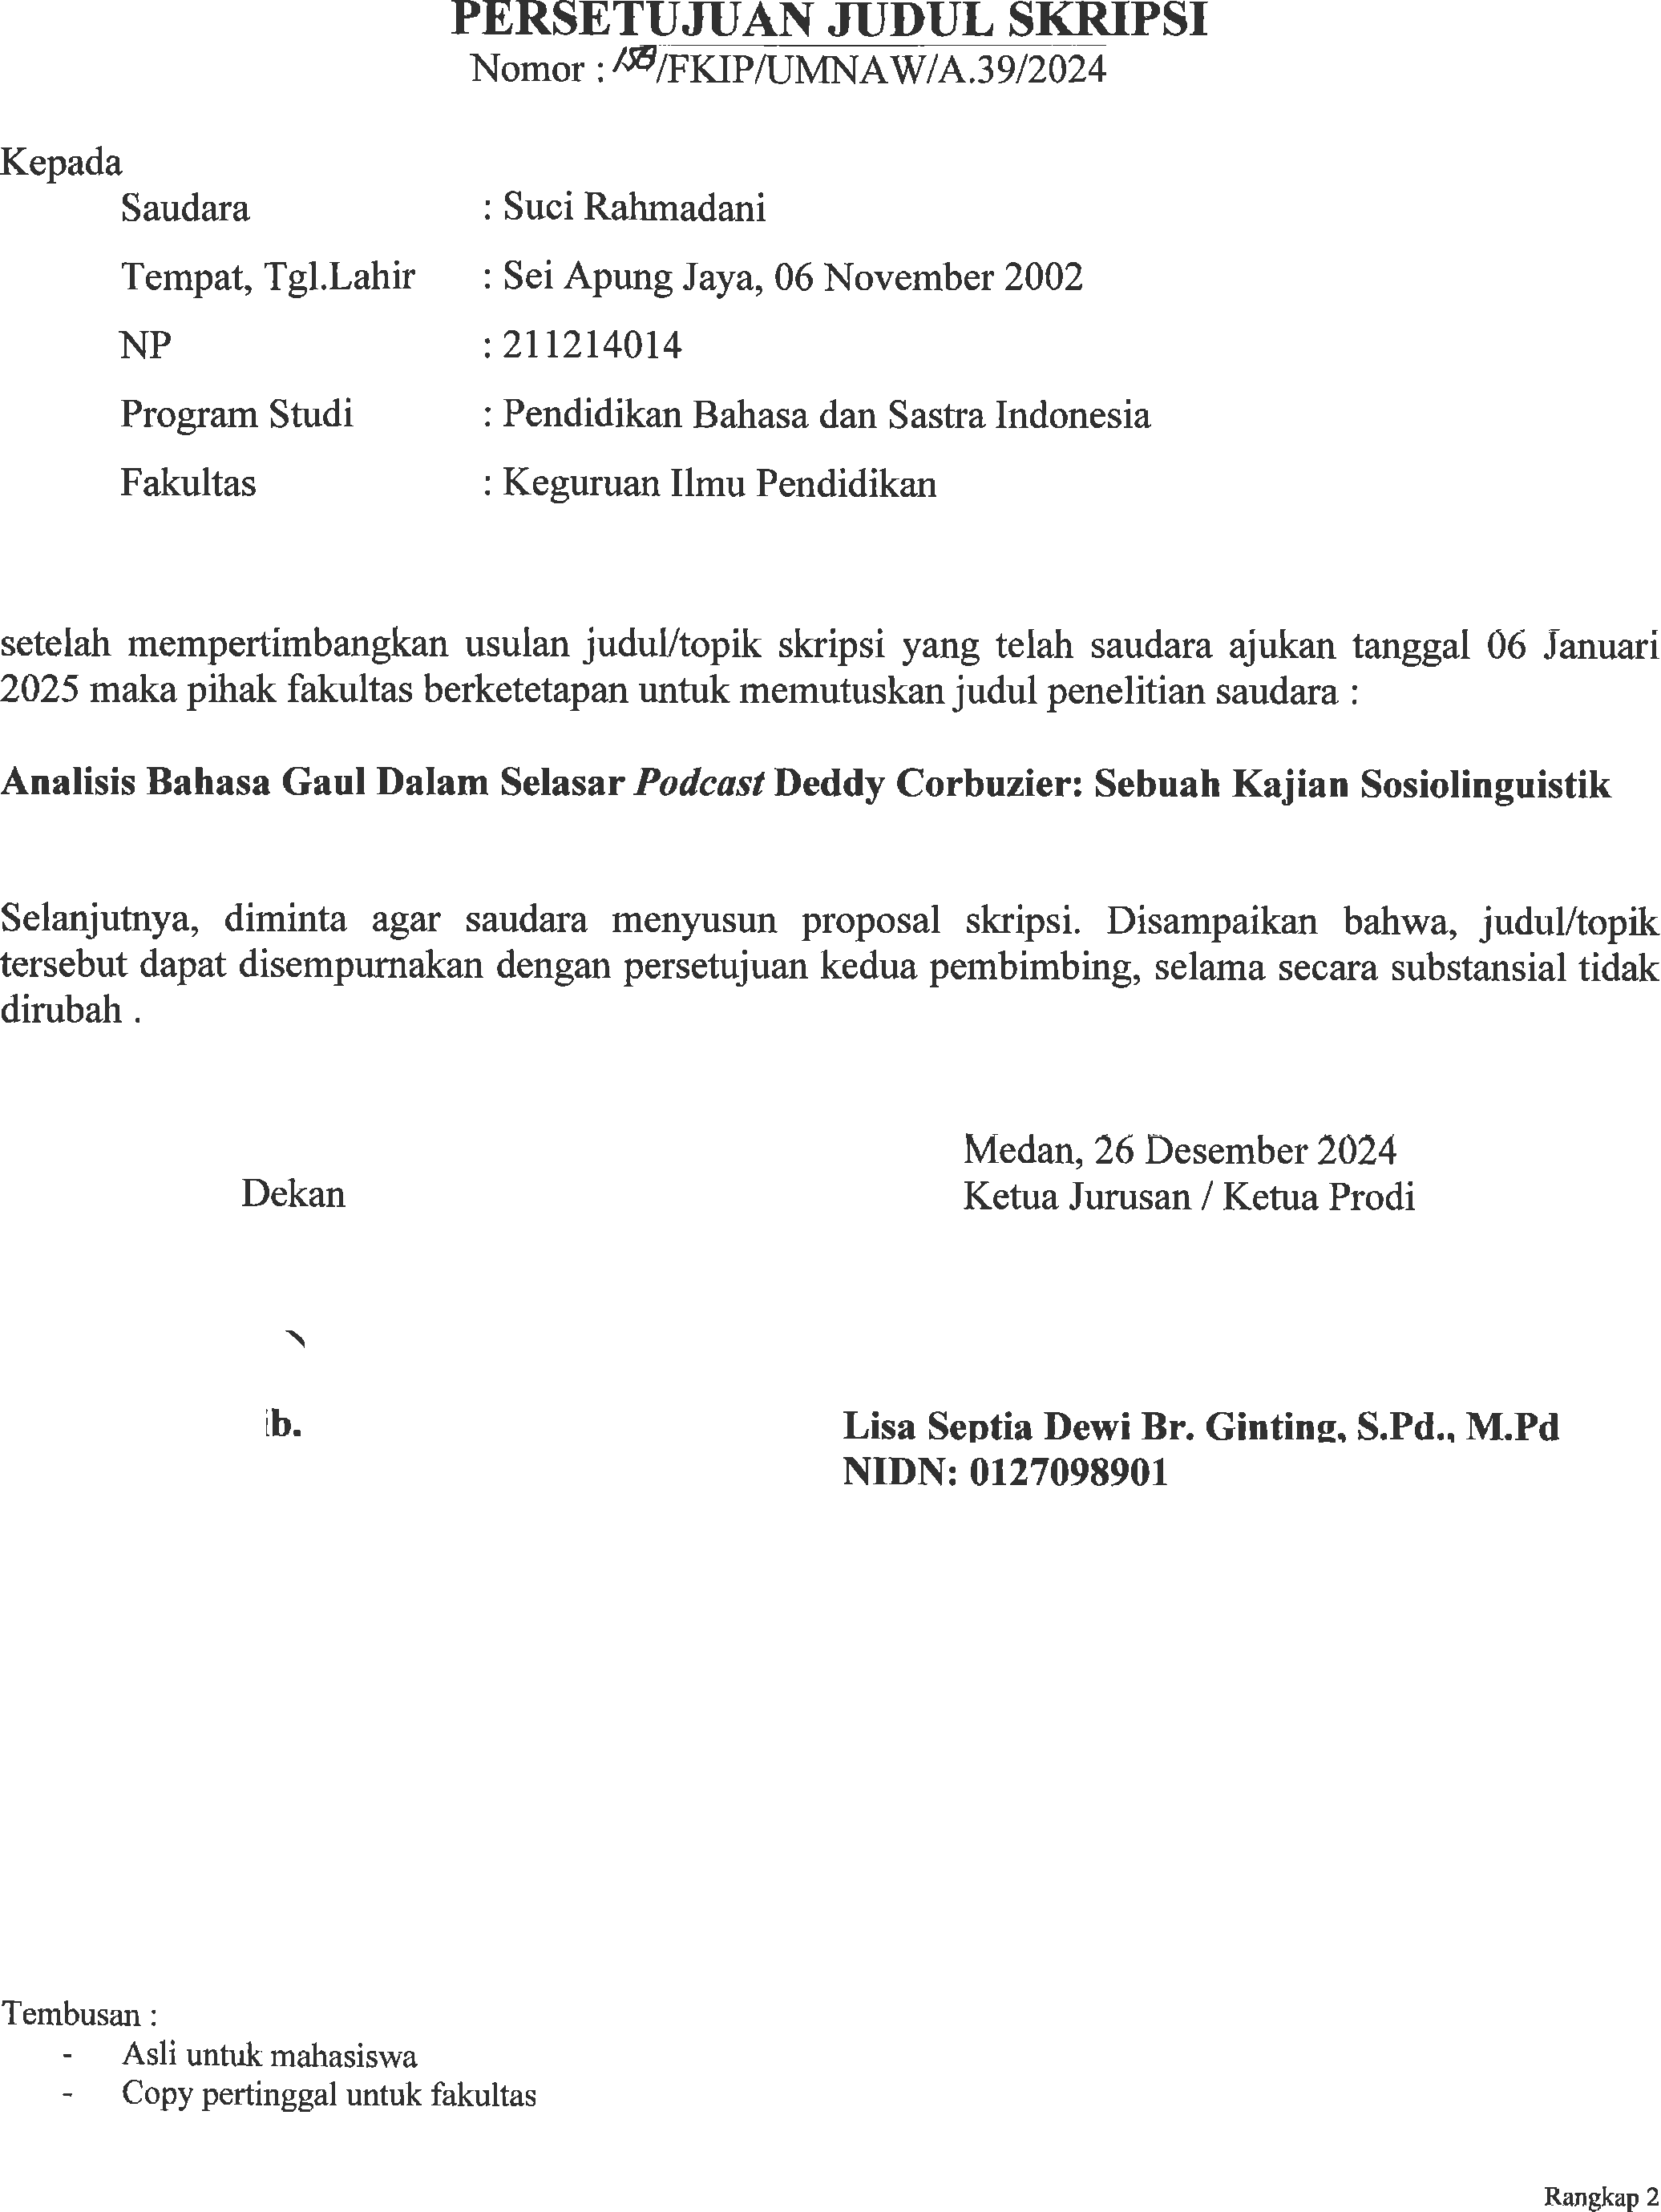 PERSETUJUAN JUDUL SKRIPSI
Nomor : /FKIP/UMNAW/A.39/2024
Kepada
Saudara : Suci Rahmadani
Tempat, Tgl.Lahir : Sei Apung Jaya, 06 November 2002
NP : 211214014
Program Studi : Pendidikan Bahasa dan Sastra Indonesia
Fakultas : Keguruan Ilmu Pendidikan
setelah mempertimbangkan usulan judul/topik skripsi yang telah saudara ajukan tanggal 06 Januari
2025 maka pihak fakultas berketetapan untuk memutuskan judul penelitian saudara :
Analisis Bahasa Gaul Dalam Selasar Podcast Deddy Corbuzier: Sebuah Kajian Sosiolinguistik
Selanjutnya, diminta agar saudara menyusun proposal skripsi. Disampaikan bahwa, judul/topik
tersebut dapat disempurnakan dengan persetujuan kedua pembimbing, selama secara substansial tidak
dirubah .
Medan, 26 Desember 2024
Dekan
Ketua Jurusan / Ketua Prodi
Lisa Septia Dewi Br. Ginting, S.Pd., M.Pd
NIDN: 0127098901
Tembusan :
- Asli untuk mahasiswa
- Copy pertinggal untuk fakultas
Rangkap 2